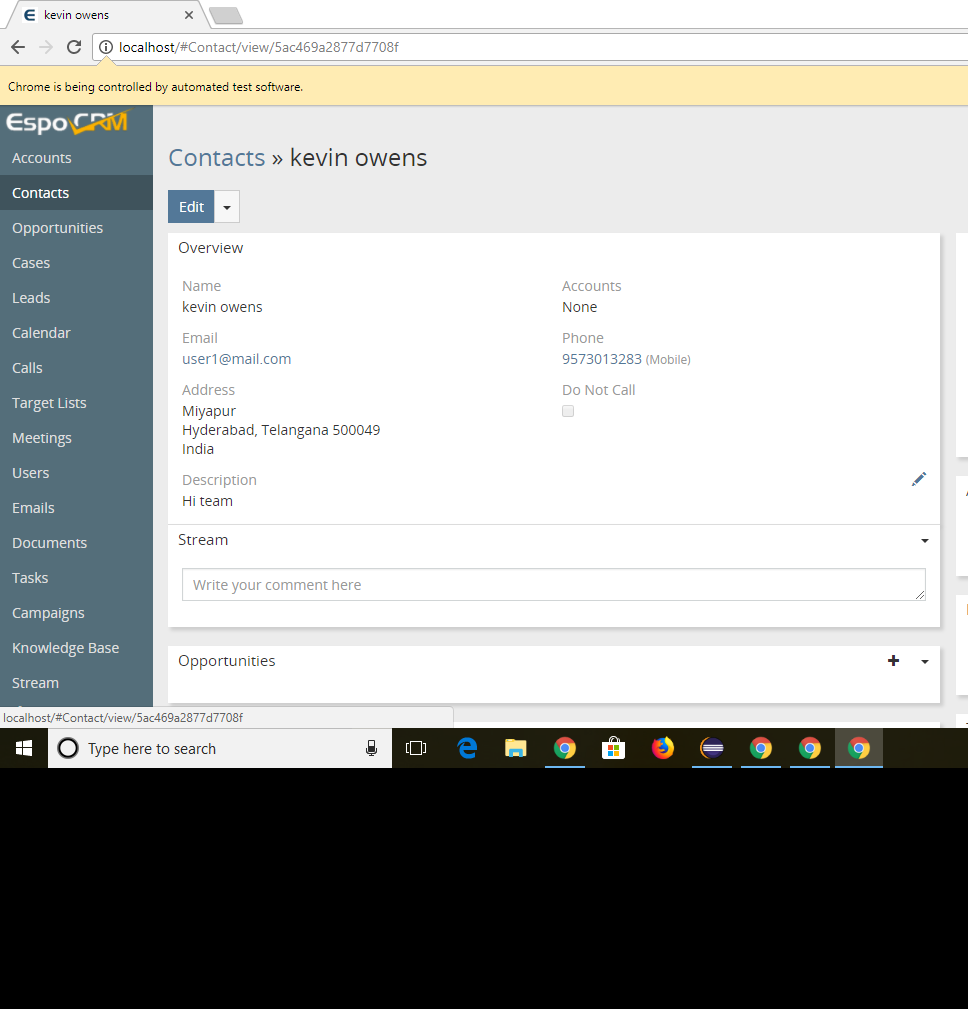 kevin owens
localhost/#Contact/view/5ac469a2877d7708f
Chrome is being controlled by automated test software.
EspoCRM
Accounts
Contacts
Opportunities
Cases
Leads
Calendar
Calls
Target Lists
Meetings
Users
Emails
Documents
Tasks
Campaigns
Knowledge Base
Stream
Contacts » kevin owens
Edit
Overview
Name
kevin owens
Accounts
None
Email
user1@mail.com
Phone
9573013283 (Mobile)
Address
Miyapur
Hyderabad, Telangana 500049
India
Do Not Call
Description
Hi team
Stream
Write your comment here
Opportunities
localhost/#Contact/view/5ac469a2877d7708f
Type here to search